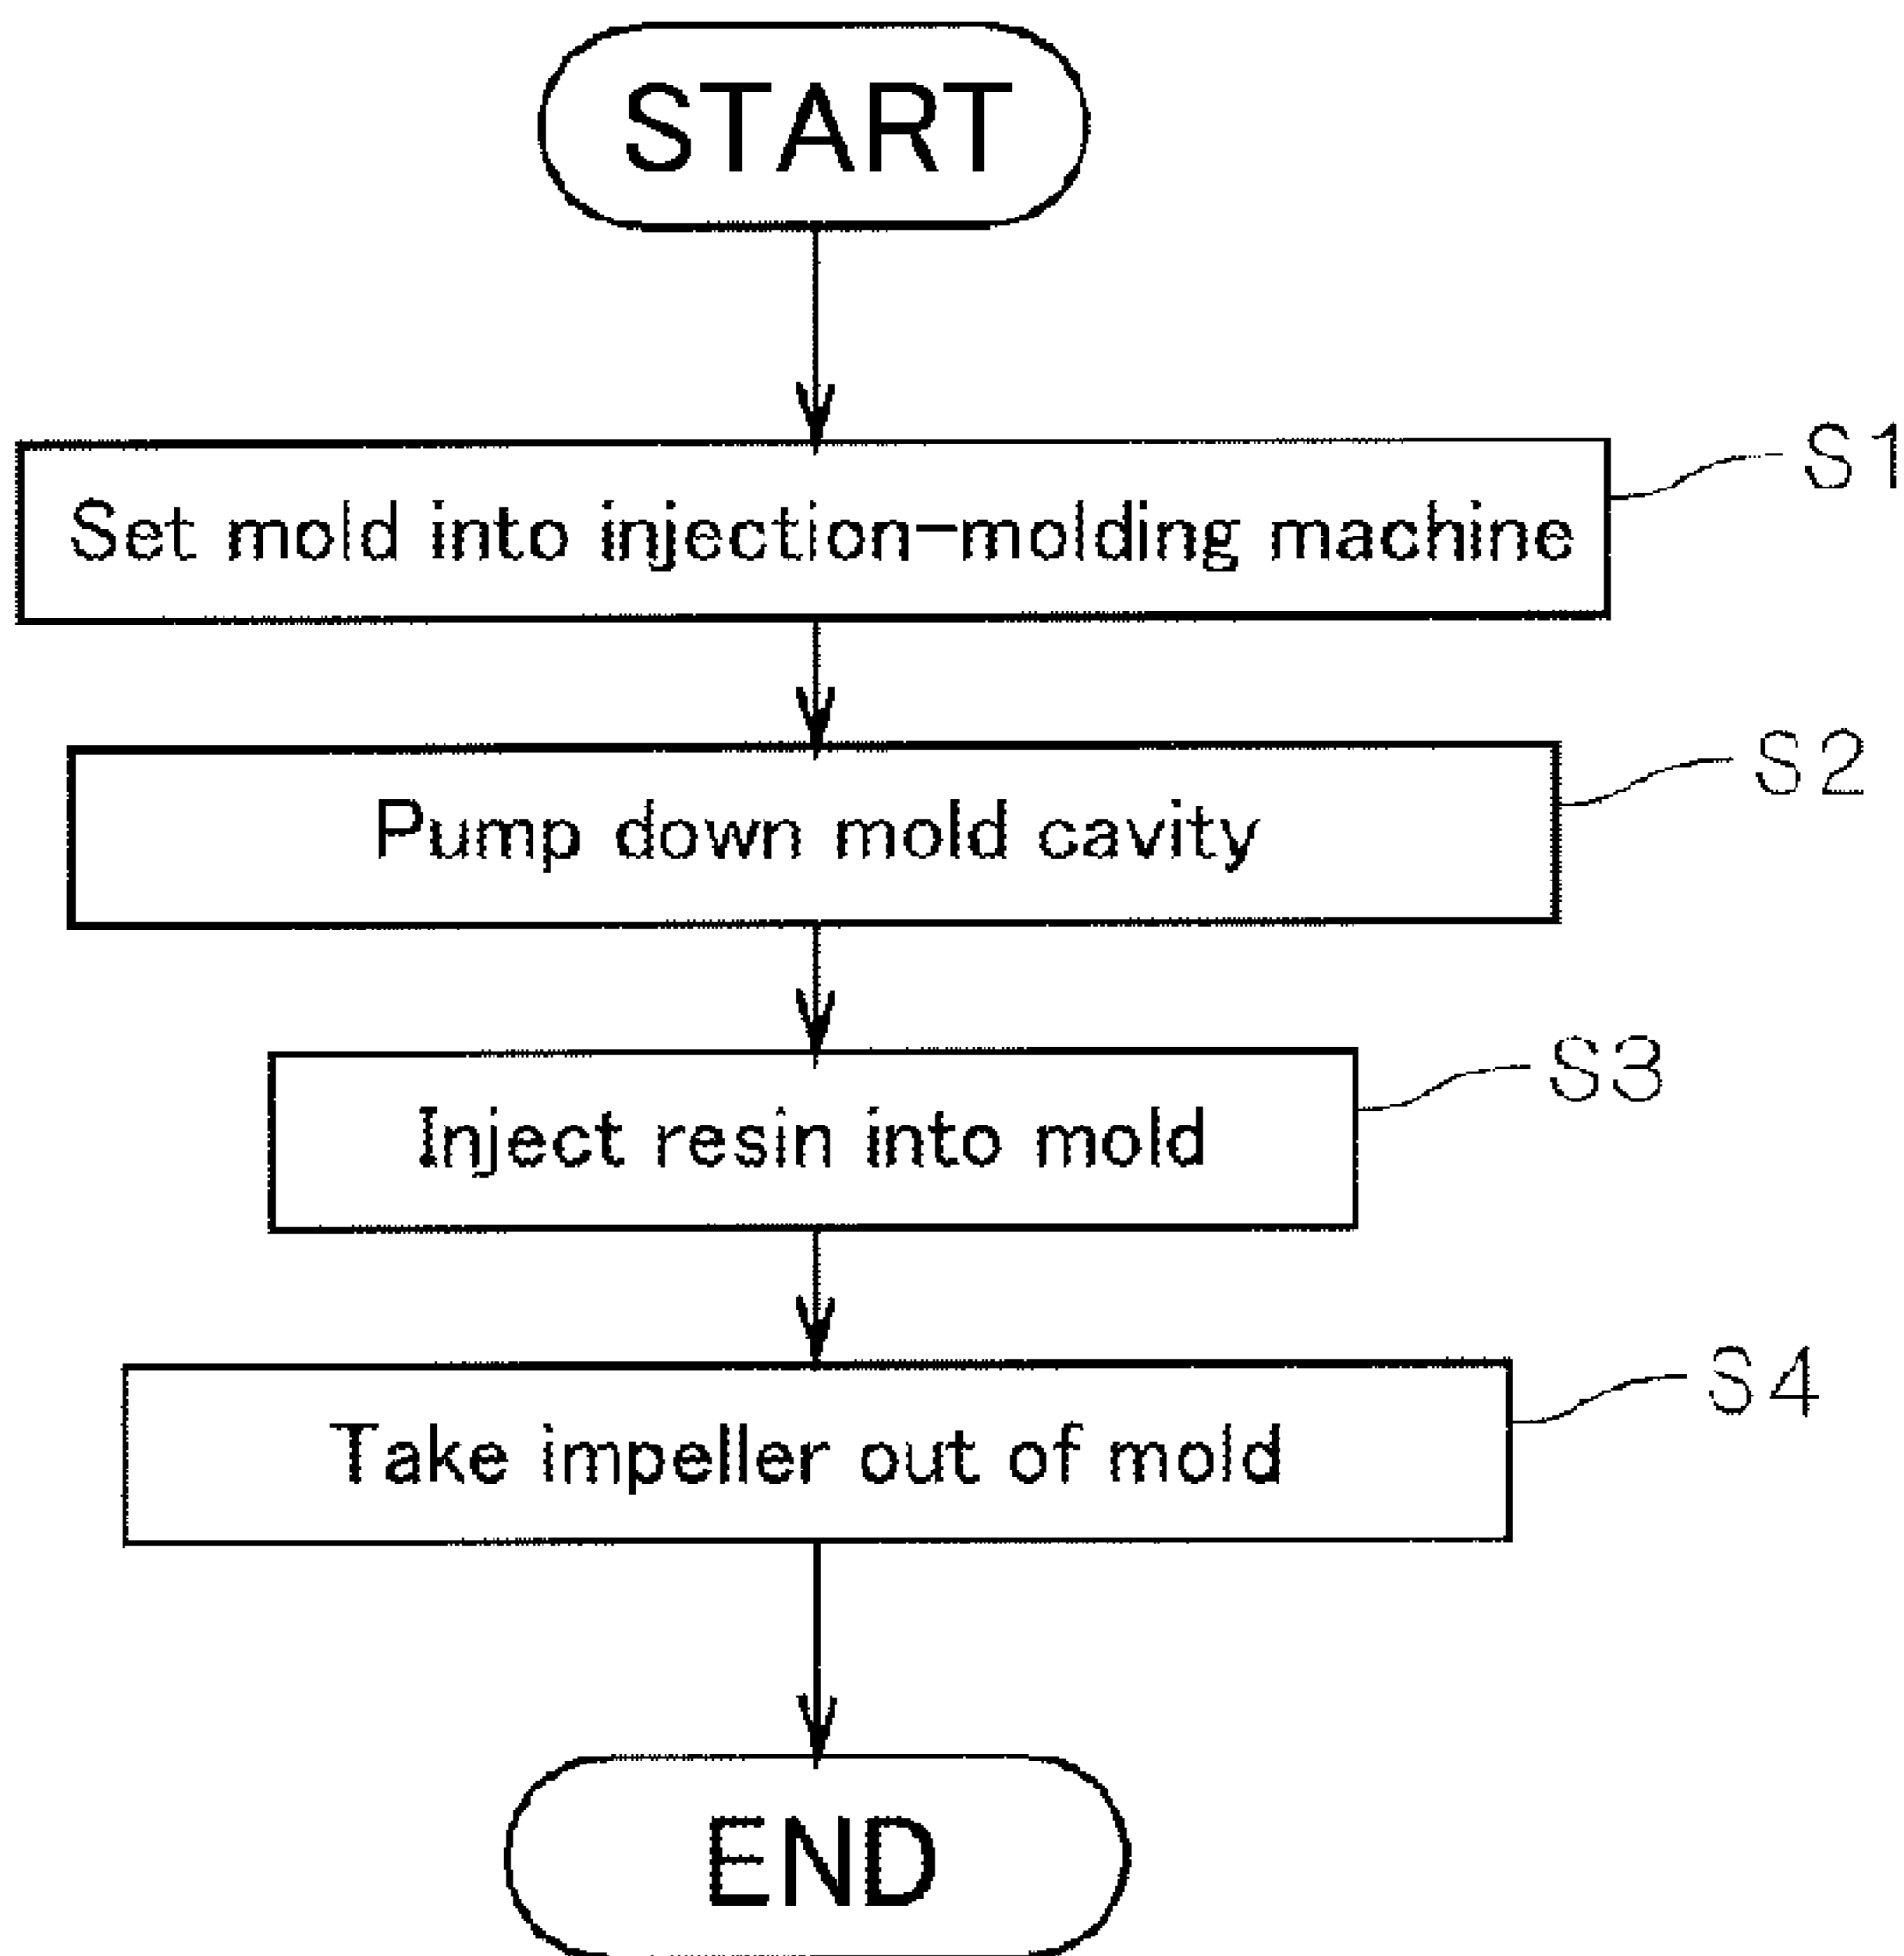 START
Set mold into injection-molding machine
S1
Pump down mold cavity
S2
Inject resin into mold
S3
Take impeller out of mold
S4
END